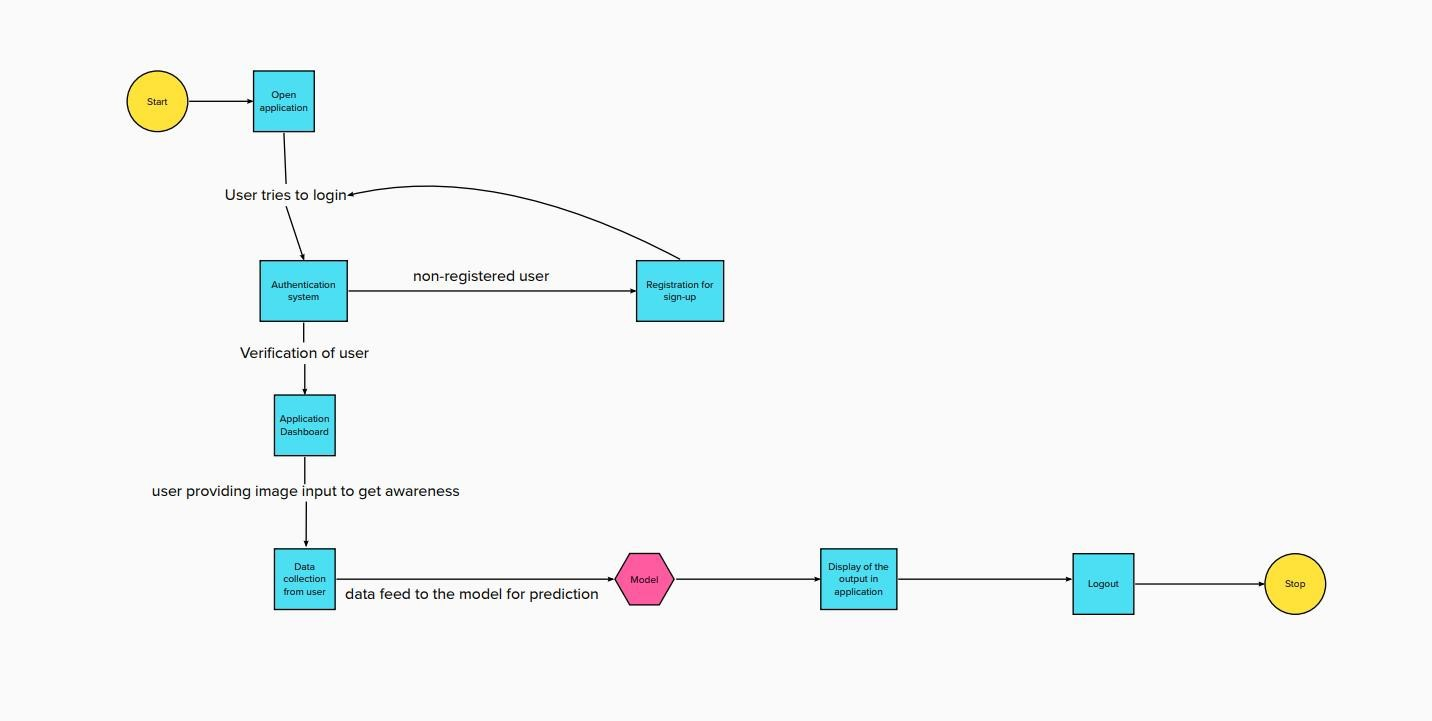 Start
Open
application
User tries to login
Authentication
system
non-registered user
Registration for
sign-up
Verification of user
Application
Dashboard
user providing image input to get awareness
Data
collection
from user
data feed to the model for prediction
Model
Display of the
output in
application
Logout
Stop